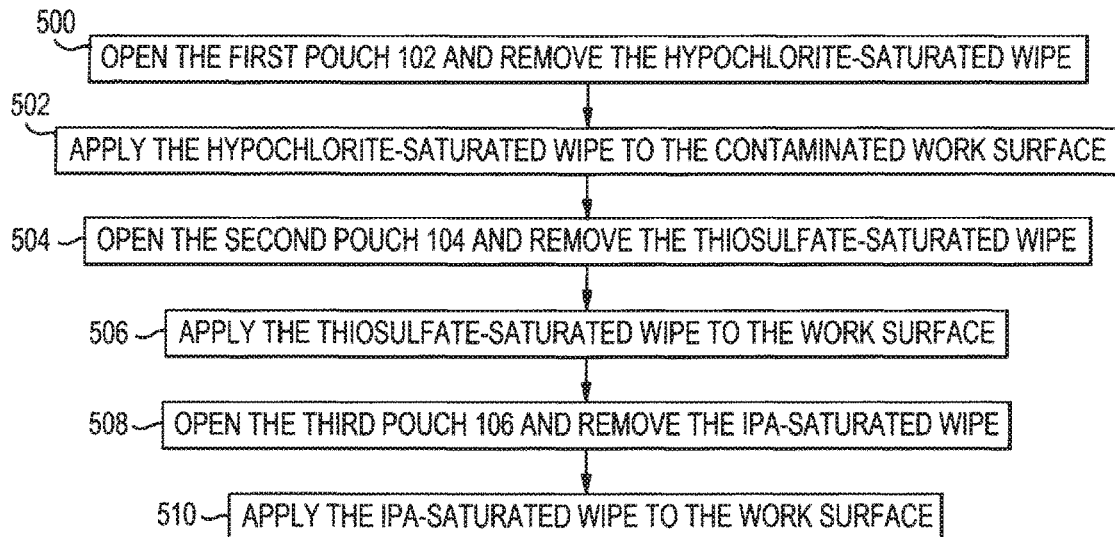 500
OPEN THE FIRST POUCH 102 AND REMOVE THE HYPOCHLORITE-SATURATED WIPE
502
APPLY THE HYPOCHLORITE-SATURATED WIPE TO THE CONTAMINATED WORK SURFACE
504 OPEN THE SECOND POUCH 104 AND REMOVE THE THIOSULFATE-SATURATED WIPE
506 APPLY THE THIOSULFATE-SATURATED WIPE TO THE WORK SURFACE
508 OPEN THE THIRD POUCH 106 AND REMOVE THE IPA-SATURATED WIPE
510 APPLY THE IPA-SATURATED WIPE TO THE WORK SURFACE